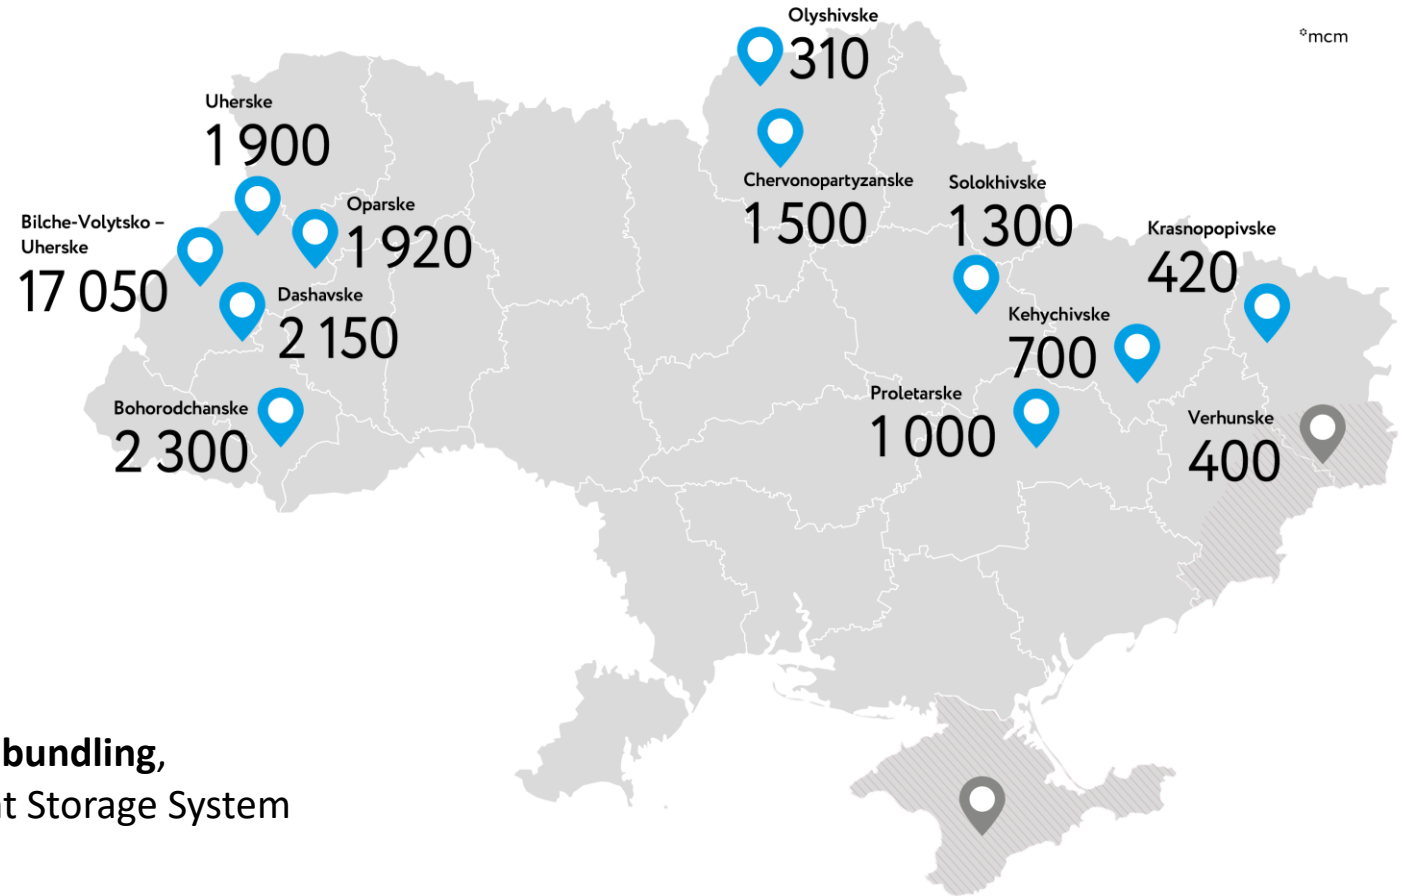 Olyshivske
310
*mcm
Uherske
1 900
Chervonopartyzanske
1 500
Solokhivske
1 300
Oparske
1 920
Bilche-Volytsko –
Uherske
17 050
Krasnopopivske
420
Dashavske
2 150
Kehychivske
700
Proletarske
1 000
Bohorodchanske
2 300
Verhunske
400
bundling,
t Storage System